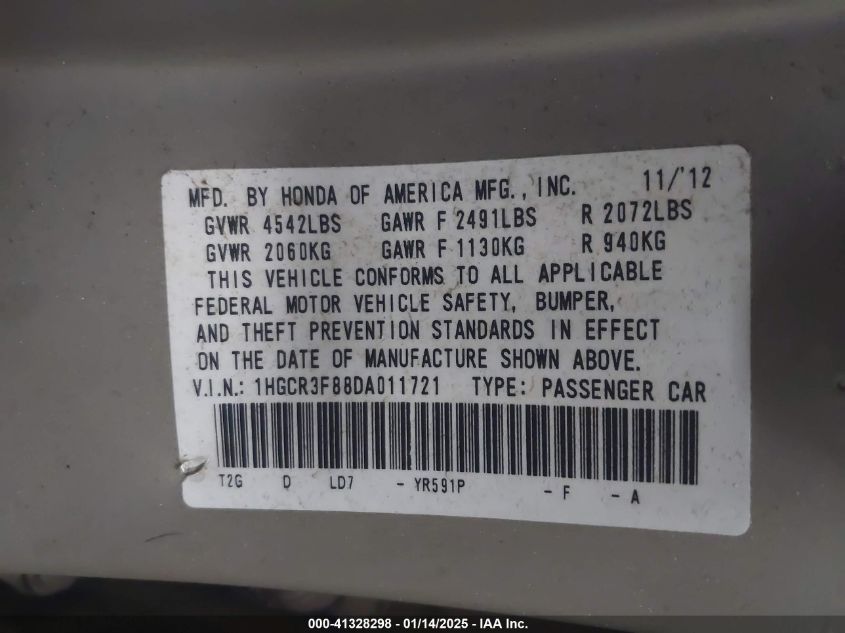 MFD. BY HONDA OF AMERICA MFG., INC. 11/'12
GVWR 4542LBS GAWR F 2491LBS R 2072LBS
GVWR 2060KG GAWR F 1130KG R 940KG
THIS VEHICLE CONFORMS TO ALL APPLICABLE
FEDERAL MOTOR VEHICLE SAFETY, BUMPER,
AND THEFT PREVENTION STANDARDS IN EFFECT
ON THE DATE OF MANUFACTURE SHOWN ABOVE.
V.I.N.: 1HGCR3F88DA011721 TYPE: PASSENGER CAR
T2G D LD7 - YR591P - F - A
000-41328298 - 01/14/2025 - IAA Inc.